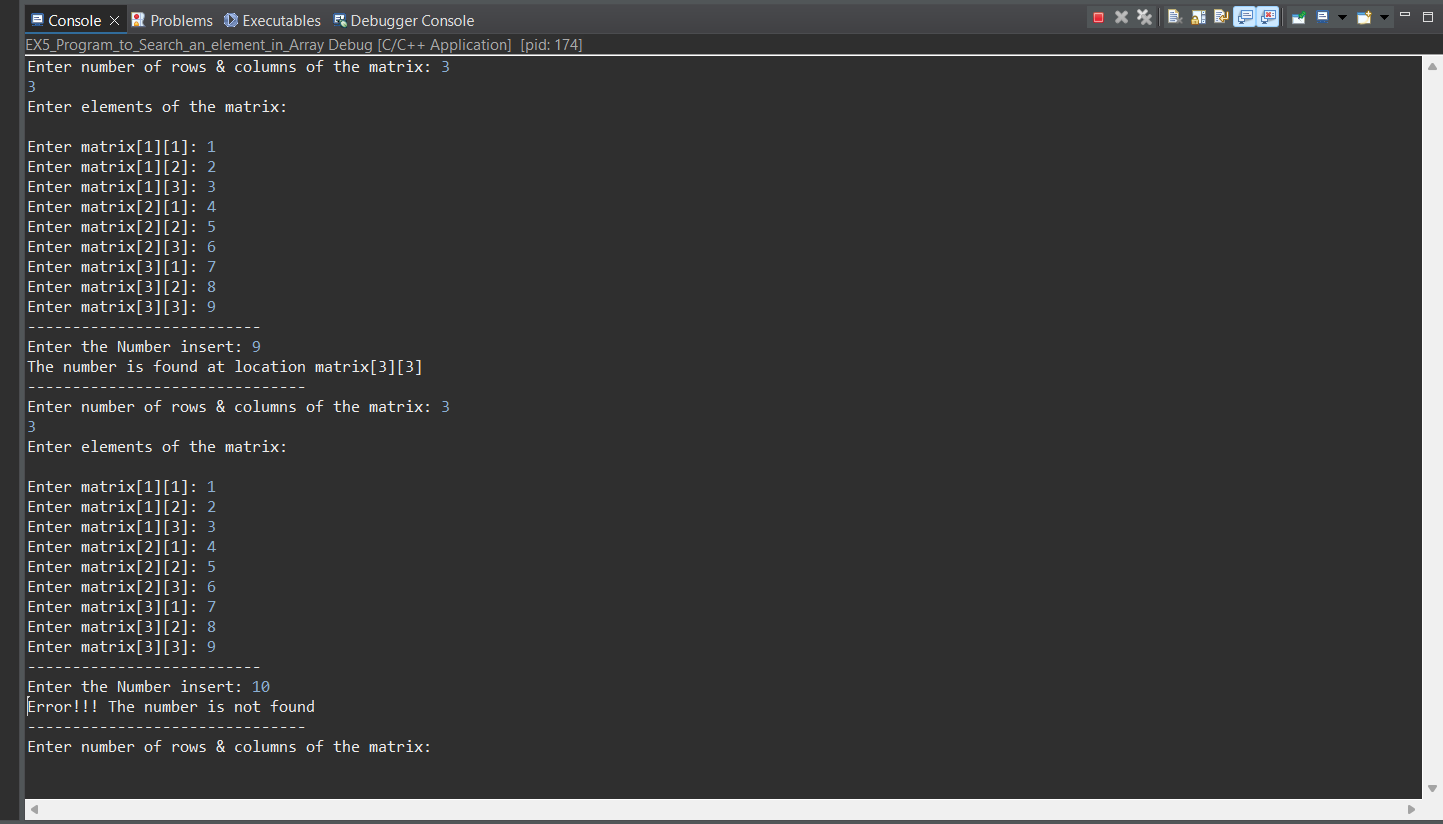 Console Problems Executables Debugger Console
EX5_Program_to_Search_an_element_in_Array Debug [C/C++ Application] [pid: 174]
Enter number of rows & columns of the matrix: 3
3
Enter elements of the matrix:
Enter matrix[1][1]: 1
Enter matrix[1][2]: 2
Enter matrix[1][3]: 3
Enter matrix[2][1]: 4
Enter matrix[2][2]: 5
Enter matrix[2][3]: 6
Enter matrix[3][1]: 7
Enter matrix[3][2]: 8
Enter matrix[3][3]: 9
--------------------------
Enter the Number insert: 9
The number is found at location matrix[3][3]
-------------------------------
Enter number of rows & columns of the matrix: 3
3
Enter elements of the matrix:
Enter matrix[1][1]: 1
Enter matrix[1][2]: 2
Enter matrix[1][3]: 3
Enter matrix[2][1]: 4
Enter matrix[2][2]: 5
Enter matrix[2][3]: 6
Enter matrix[3][1]: 7
Enter matrix[3][2]: 8
Enter matrix[3][3]: 9
--------------------------
Enter the Number insert: 10
Error!!! The number is not found
-------------------------------
Enter number of rows & columns of the matrix: